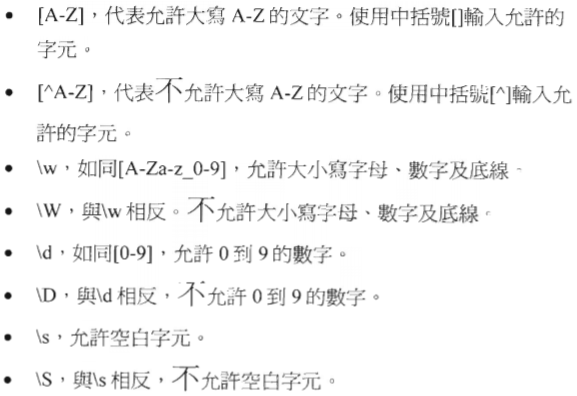 • [A-Z]，代表允許大寫 A-Z 的文字。使用中括號[]輸入允許的
字元。
• [^A-Z]，代表不允許大寫 A-Z 的文字。使用中括號[^]輸入允
許的字元。
• \w，如同[A-Za-z_0-9]，允許大小寫字母、數字及底線。
• \W，與\w 相反。不允許大小寫字母、數字及底線。
• \d，如同[0-9]，允許 0 到 9 的數字。
• \D，與\d 相反，不允許 0 到 9 的數字。
• \s，允許空白字元。
• \S，與\s 相反，不允許空白字元。